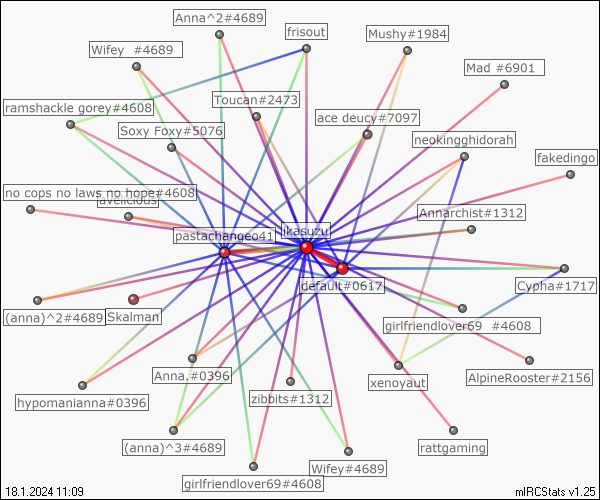 Anna^2#4689
frisout
Mushy#1984
Wifey #4689
Mad #6901
Toucan#2473
ramshackle gorey#4608
ace deucy#7097
Soxy Foxy#5076
neokingghidorah
fakedingo
no cops no laws no hope#4608
avelicious
Annarchist#1312
pastachangeo41
ikasuzu
default#0617
Cypha#1717
(anna)^2#4689
Skalman
girlfriendlover69 #4608
Anna.#0396
xenoyaut
AlpineRooster#2156
hypomanianna#0396
zibbits#1312
(anna)^3#4689
rattgaming
Wifey#4689
girlfriendlover69#4608
18.1.2024 11:09
mIRCStats v1.25